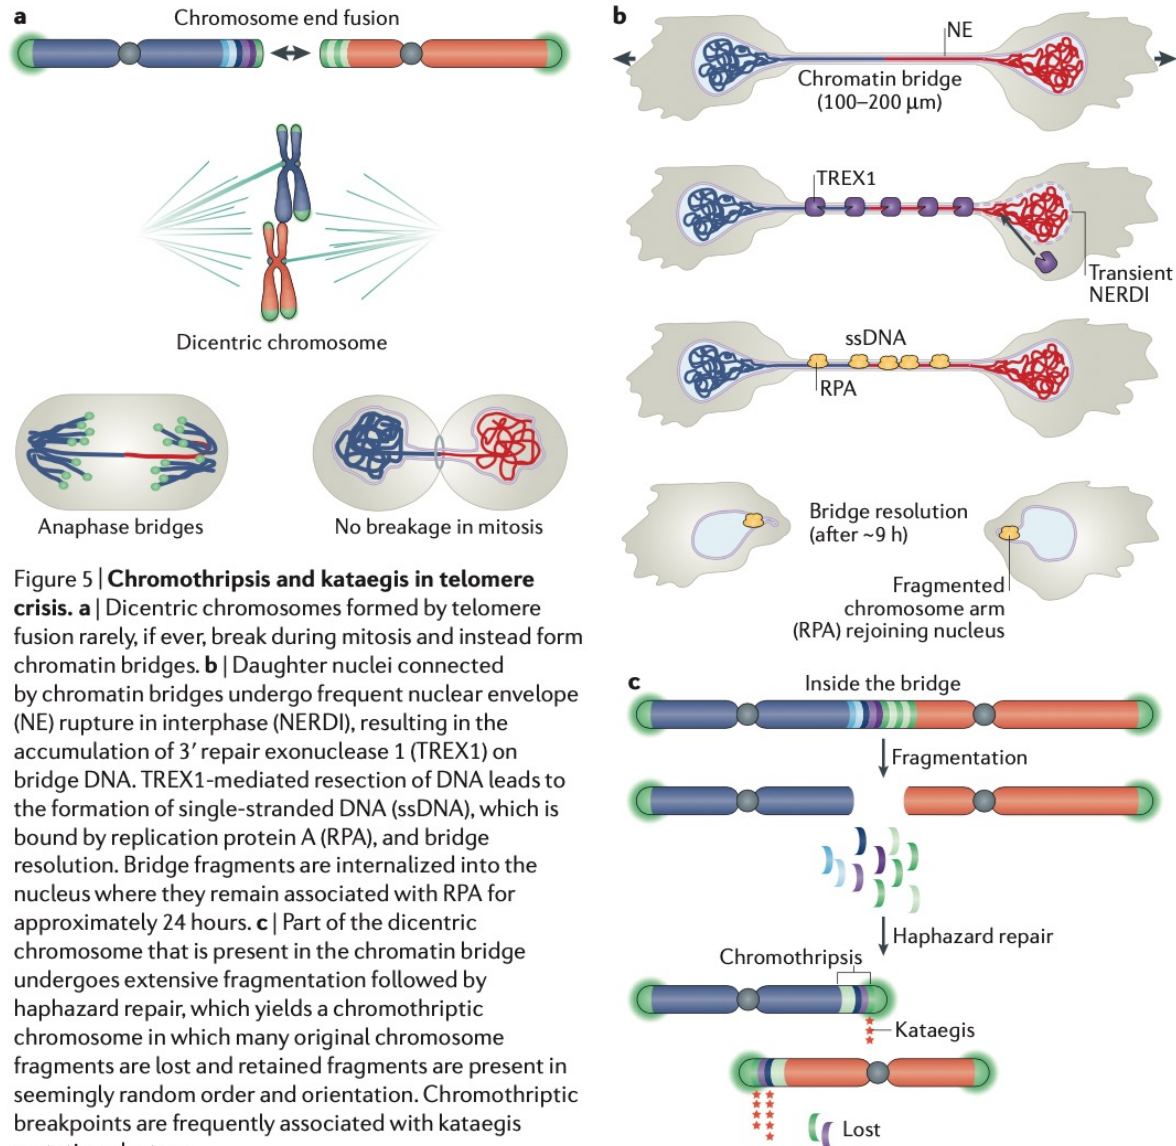 a
Chromosome end fusion
Dicentric chromosome
Anaphase bridges
No breakage in mitosis
Figure 5 | Chromothripsis and kataegis in telomere
crisis. a | Dicentric chromosomes formed by telomere
fusion rarely, if ever, break during mitosis and instead form
chromatin bridges. b | Daughter nuclei connected
by chromatin bridges undergo frequent nuclear envelope
(NE) rupture in interphase (NERDI), resulting in the
accumulation of 3′ repair exonuclease 1 (TREX1) on
bridge DNA. TREX1-mediated resection of DNA leads to
the formation of single-stranded DNA (ssDNA), which is
bound by replication protein A (RPA), and bridge
resolution. Bridge fragments are internalized into the
nucleus where they remain associated with RPA for
approximately 24 hours. c | Part of the dicentric
chromosome that is present in the chromatin bridge
undergoes extensive fragmentation followed by
haphazard repair, which yields a chromothriptic
chromosome in which many original chromosome
fragments are lost and retained fragments are present in
seemingly random order and orientation. Chromothriptic
breakpoints are frequently associated with kataegis
b
NE
Chromatin bridge
(100–200 μm)
TREX1
Transient
NERDI
ssDNA
RPA
Bridge resolution
(after ~9 h)
Fragmented
chromosome arm
(RPA) rejoining nucleus
c
Inside the bridge
Fragmentation
Haphazard repair
Chromothripsis
Kataegis
Lost